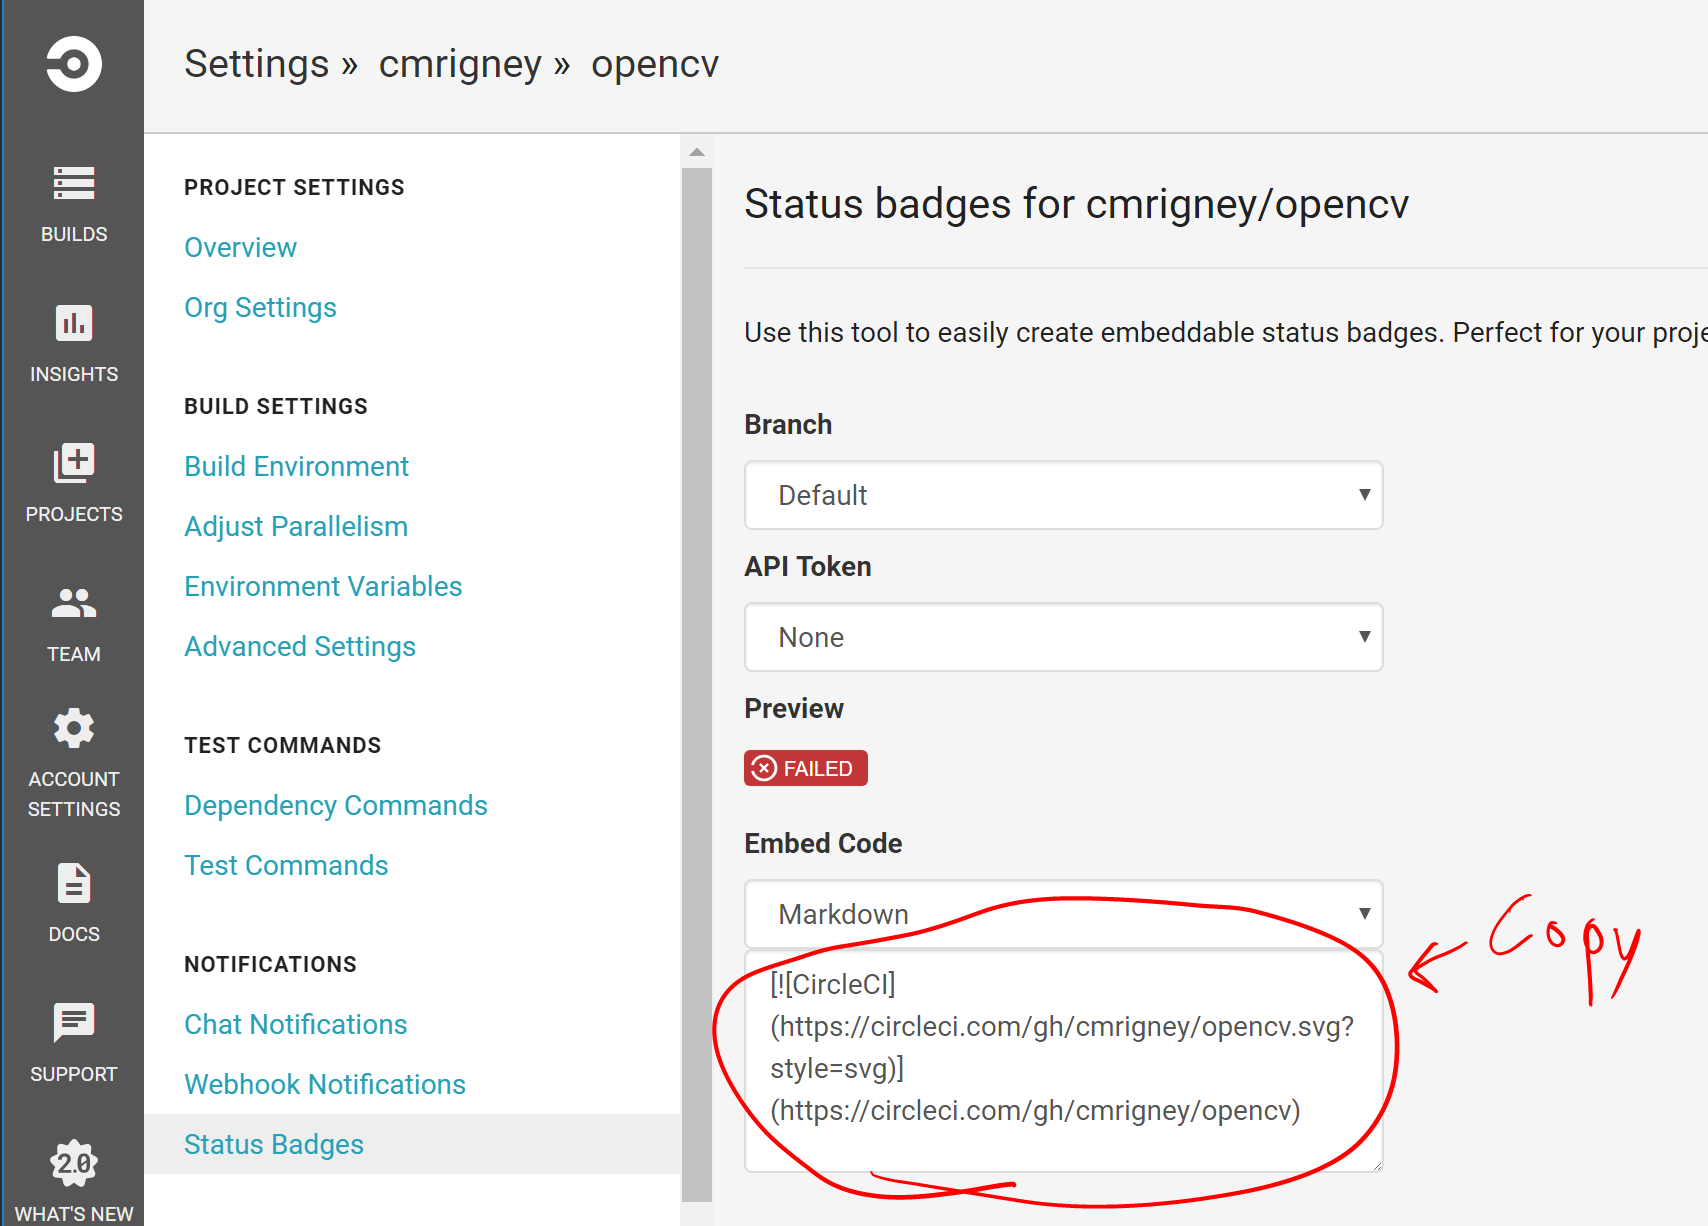 Settings » cmrigney » opencv
BUILDS
INSIGHTS
PROJECTS
TEAM
ACCOUNT
SETTINGS
DOCS
SUPPORT
2.0
WHAT'S NEW
PROJECT SETTINGS
Overview
Org Settings
BUILD SETTINGS
Build Environment
Adjust Parallelism
Environment Variables
Advanced Settings
TEST COMMANDS
Dependency Commands
Test Commands
NOTIFICATIONS
Chat Notifications
Webhook Notifications
Status Badges
Status badges for cmrigney/opencv
Use this tool to easily create embeddable status badges. Perfect for your proje
Branch
Default
API Token
None
Preview
FAILED
Embed Code
Markdown
[![CircleCI]
(https://circleci.com/gh/cmrigney/opencv.svg?
style=svg)]
(https://circleci.com/gh/cmrigney/opencv)
Copy